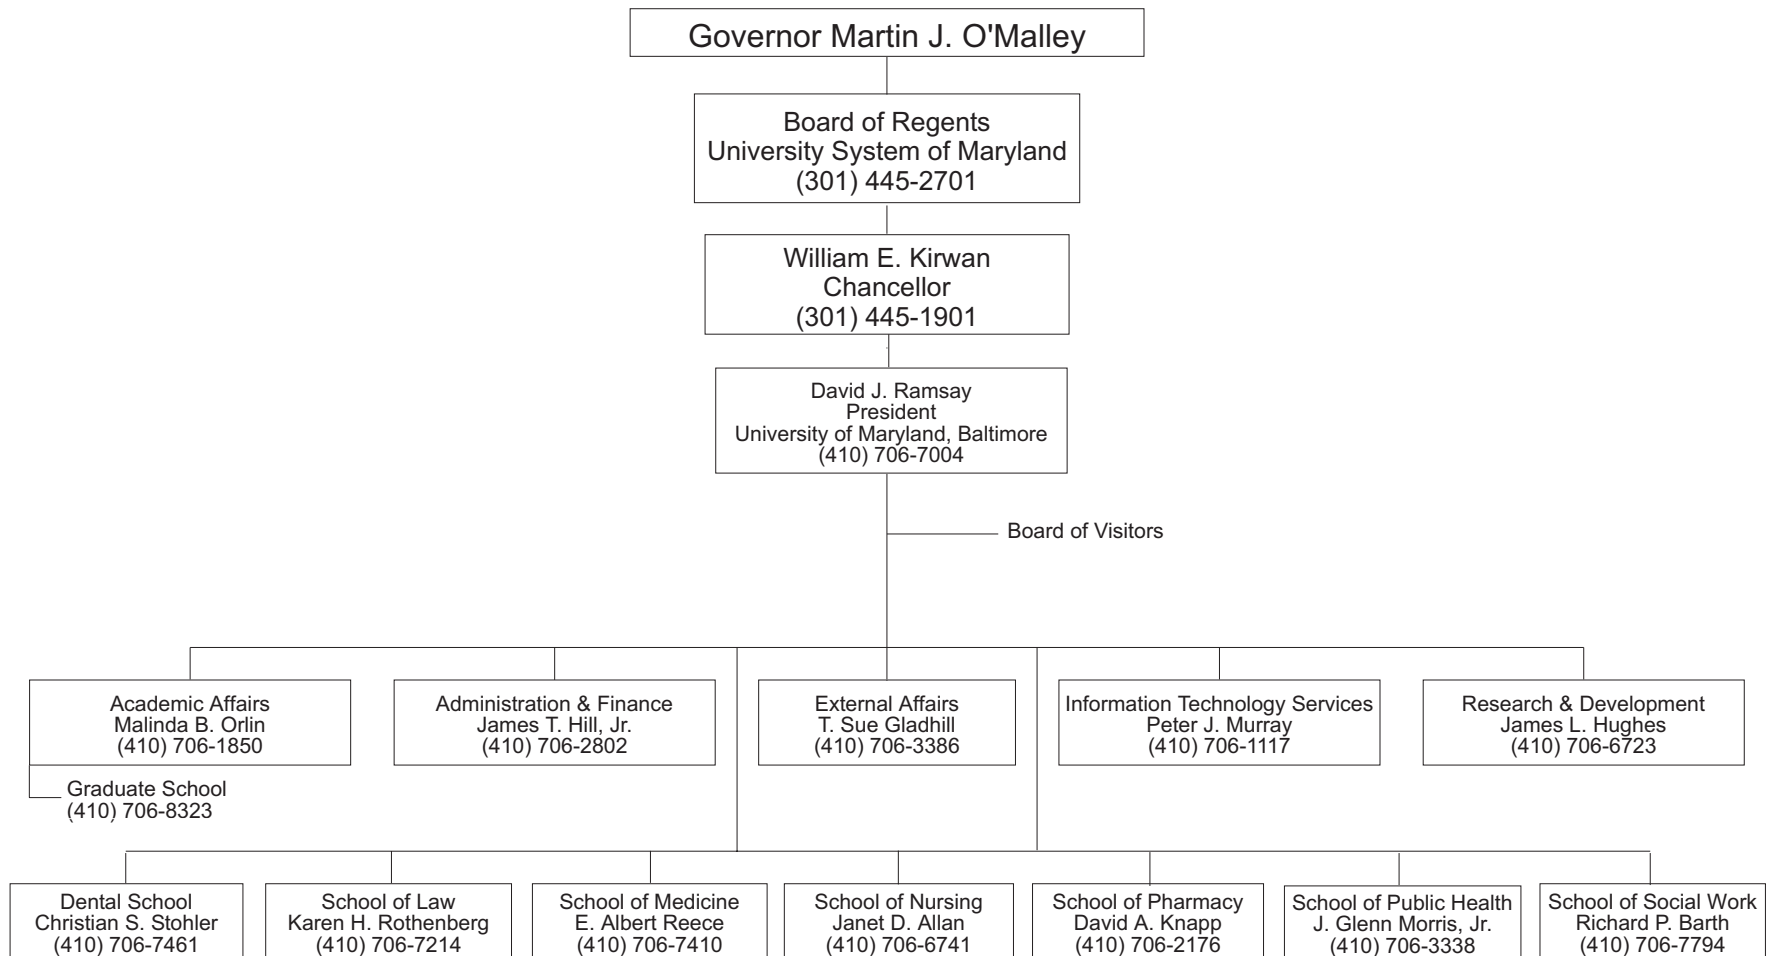 Governor Martin J. O'Malley
Board of Regents
University System of Maryland
(301) 445-2701
William E. Kirwan
Chancellor
(301) 445-1901
David J. Ramsay
President
University of Maryland, Baltimore
(410) 706-7004
Board of Visitors
Academic Affairs
Malinda B. Orlin
(410) 706-1850
Administration & Finance
James T. Hill, Jr.
(410) 706-2802
External Affairs
T. Sue Gladhill
(410) 706-3386
Information Technology Services
Peter J. Murray
(410) 706-1117
Research & Development
James L. Hughes
(410) 706-6723
Graduate School
(410) 706-8323
Dental School
Christian S. Stohler
(410) 706-7461
School of Law
Karen H. Rothenberg
(410) 706-7214
School of Medicine
E. Albert Reece
(410) 706-7410
School of Nursing
Janet D. Allan
(410) 706-6741
School of Pharmacy
David A. Knapp
(410) 706-2176
School of Public Health
J. Glenn Morris, Jr.
(410) 706-3338
School of Social Work
Richard P. Barth
(410) 706-7794